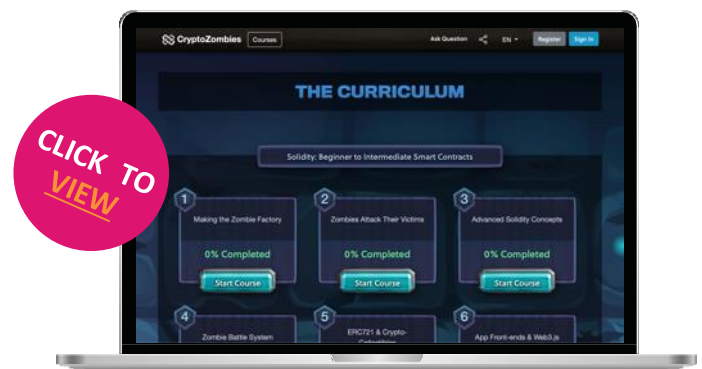 CryptoZombies Courses Ask Question EN Register Sign In
THE CURRICULUM
CLICK TO
VIEW
Solidity: Beginner to Intermediate Smart Contracts
1 2 3
Making the Zombie Factory Zombies Attack Their Victims Advanced Solidity Concepts
0% Completed 0% Completed 0% Completed
Start Course Start Course Start Course
4 5 6
ERC721 & Crypto-
Zombie Battle System App Front-ends & Web3.js